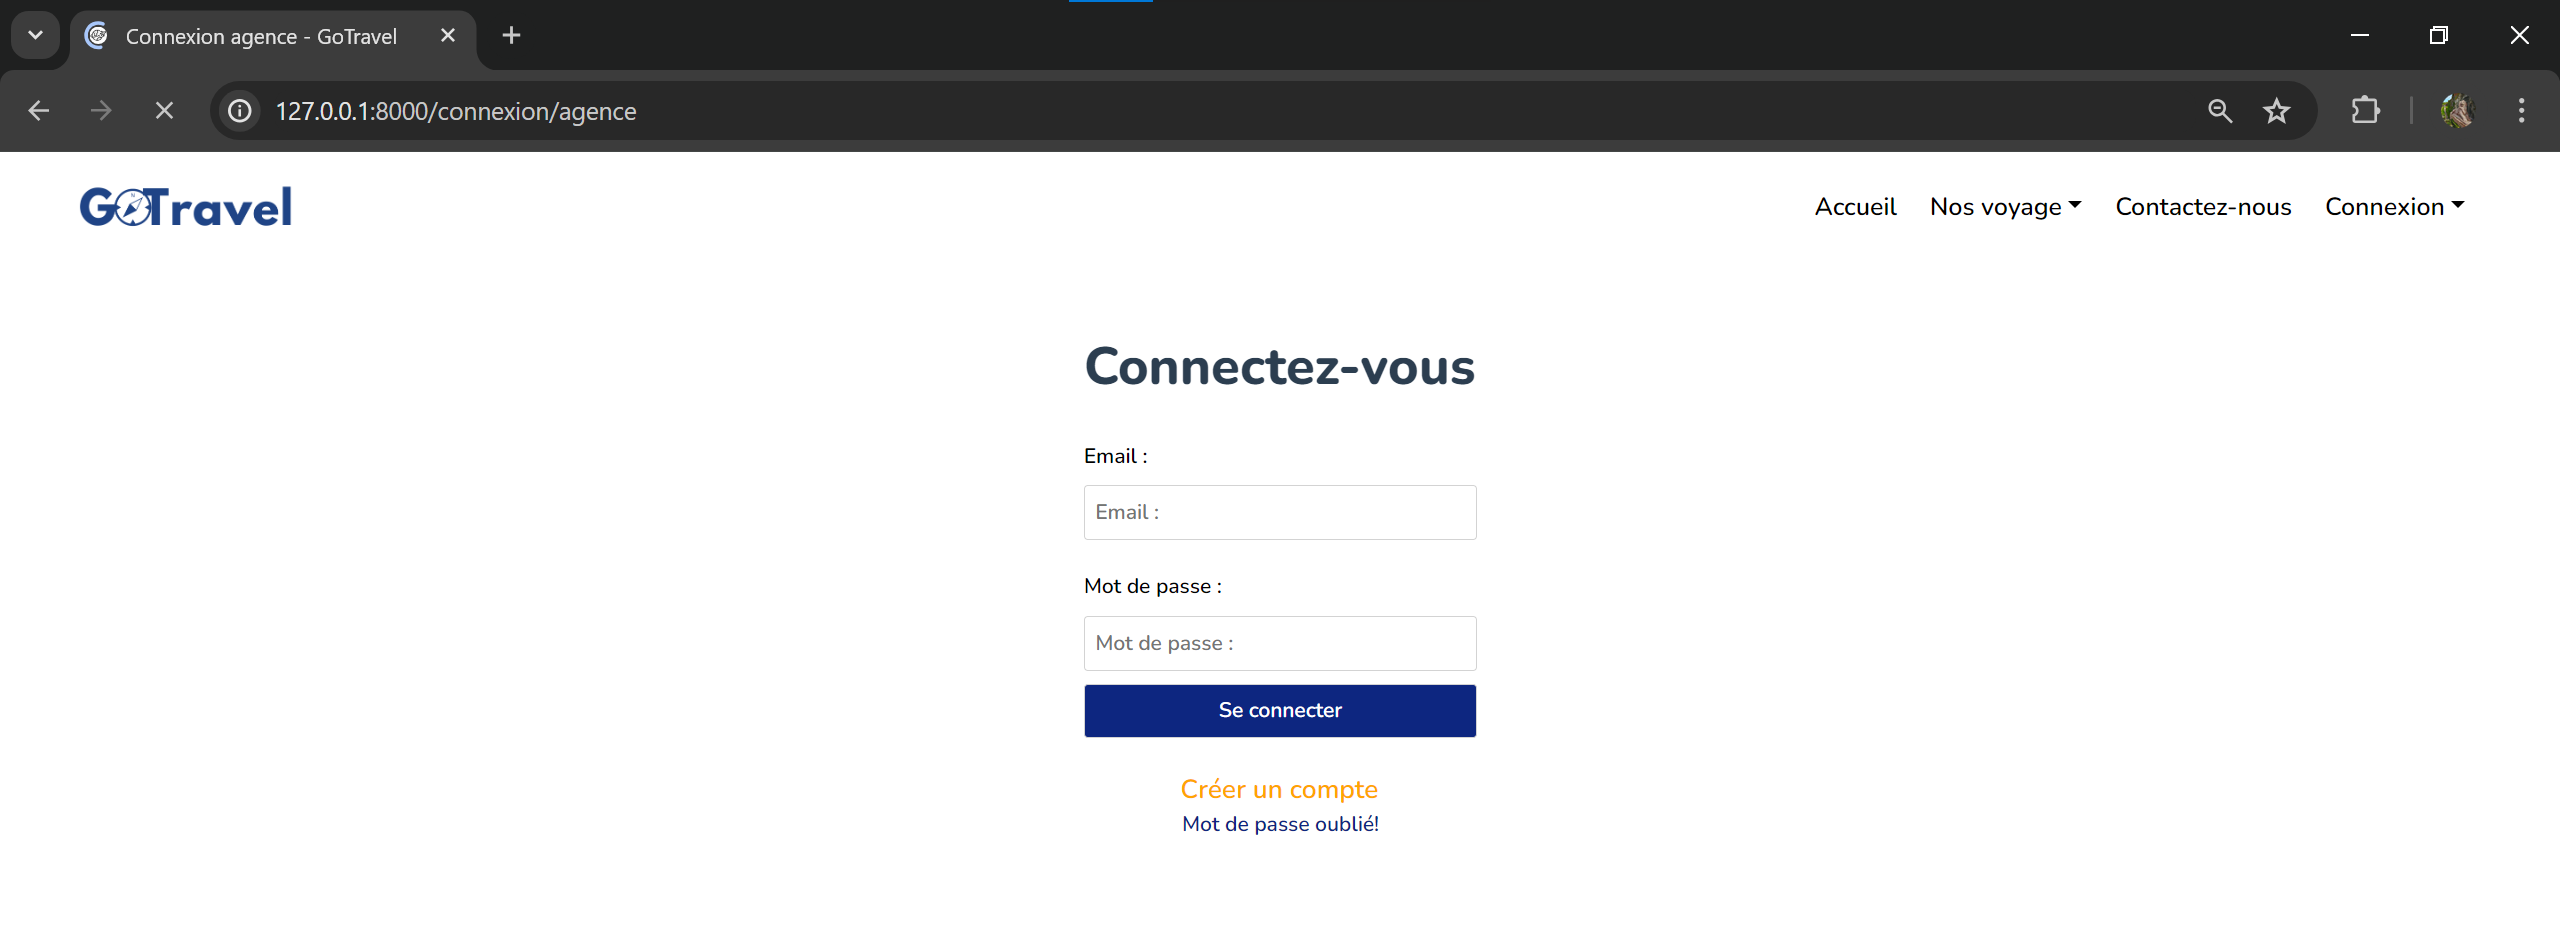 Connexion agence - GoTravel
127.0.0.1:8000/connexion/agence
GoTravel
Accueil Nos voyage Contactez-nous Connexion
Connectez-vous
Email :
Email :
Mot de passe :
Mot de passe :
Se connecter
Créer un compte
Mot de passe oublié!